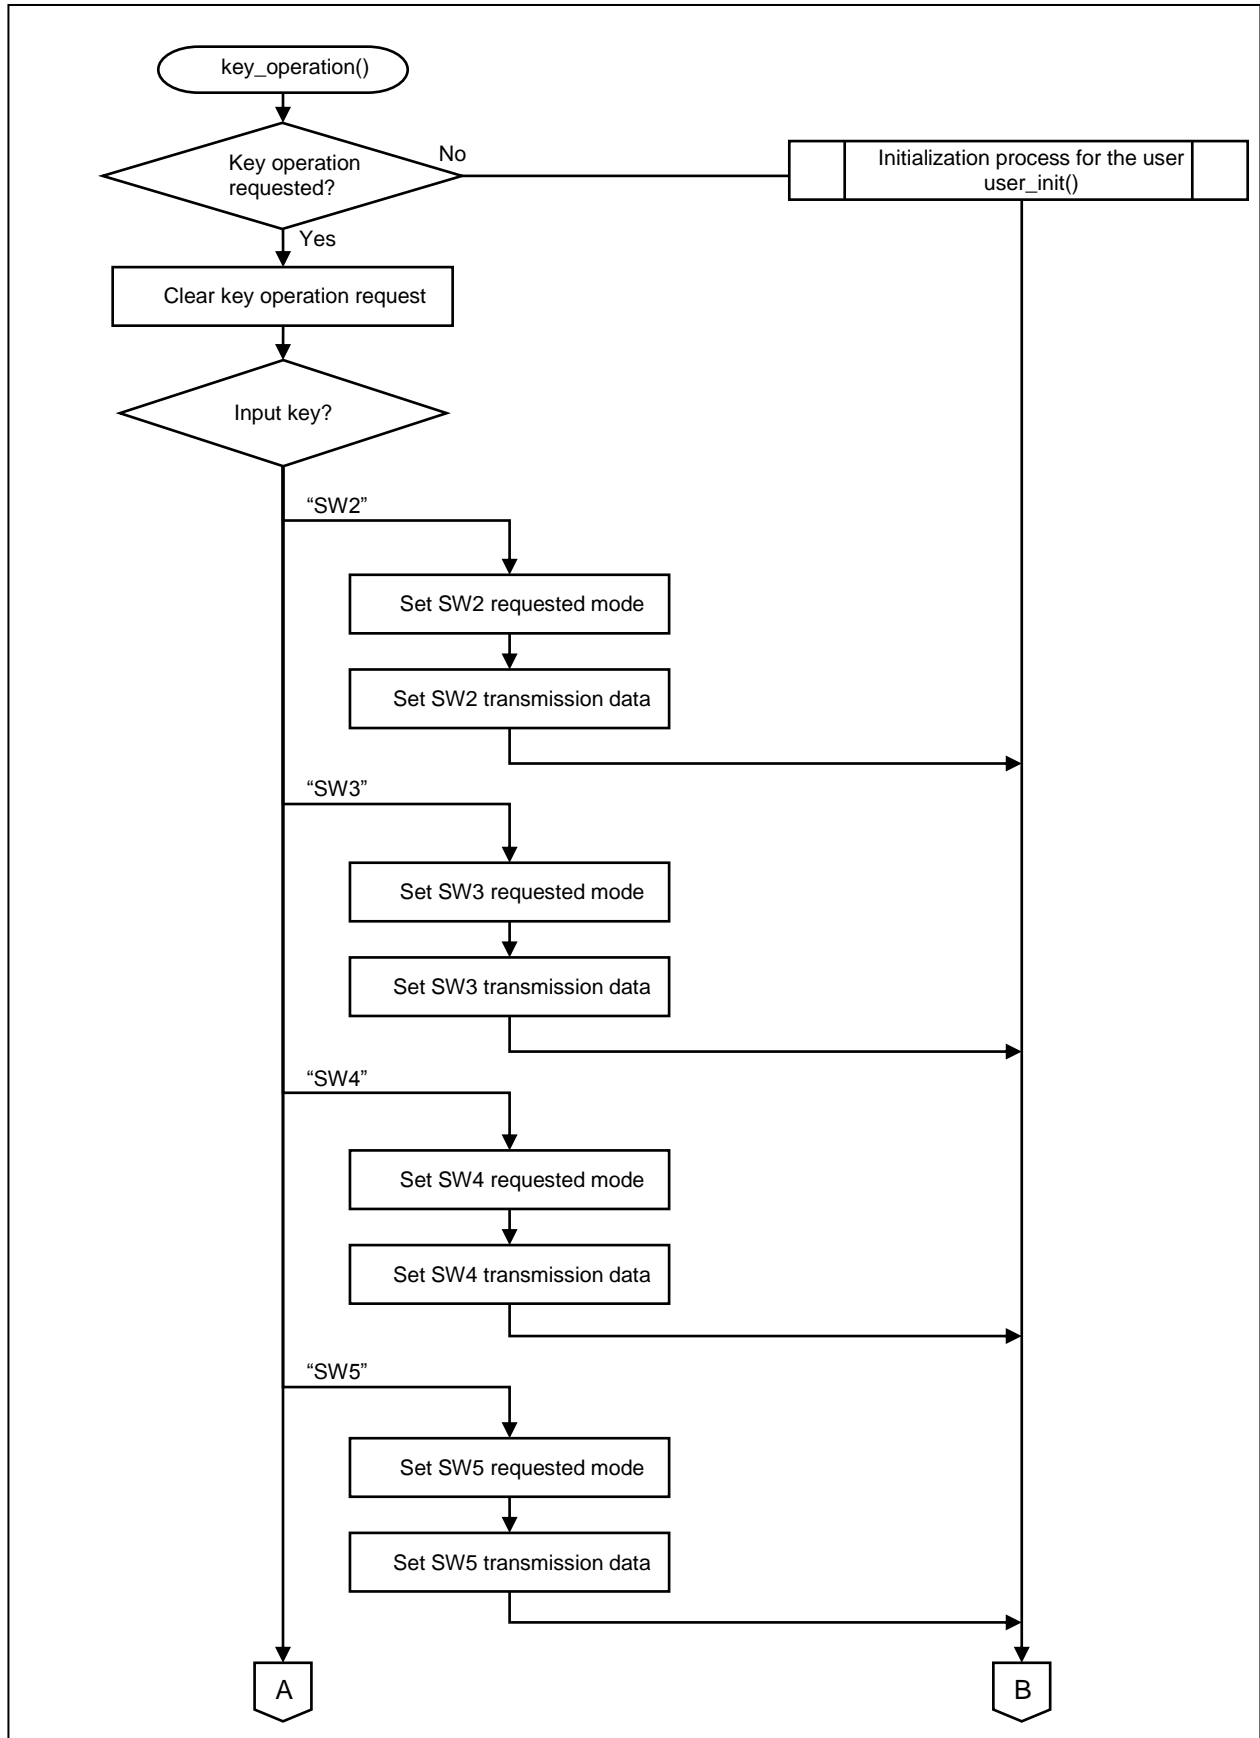 key_operation()
Key operation
requested?
No
Initialization process for the user
user_init()
Yes
Clear key operation request
Input key?
“SW2”
Set SW2 requested mode
Set SW2 transmission data
“SW3”
Set SW3 requested mode
Set SW3 transmission data
“SW4”
Set SW4 requested mode
Set SW4 transmission data
“SW5”
Set SW5 requested mode
Set SW5 transmission data
A
B